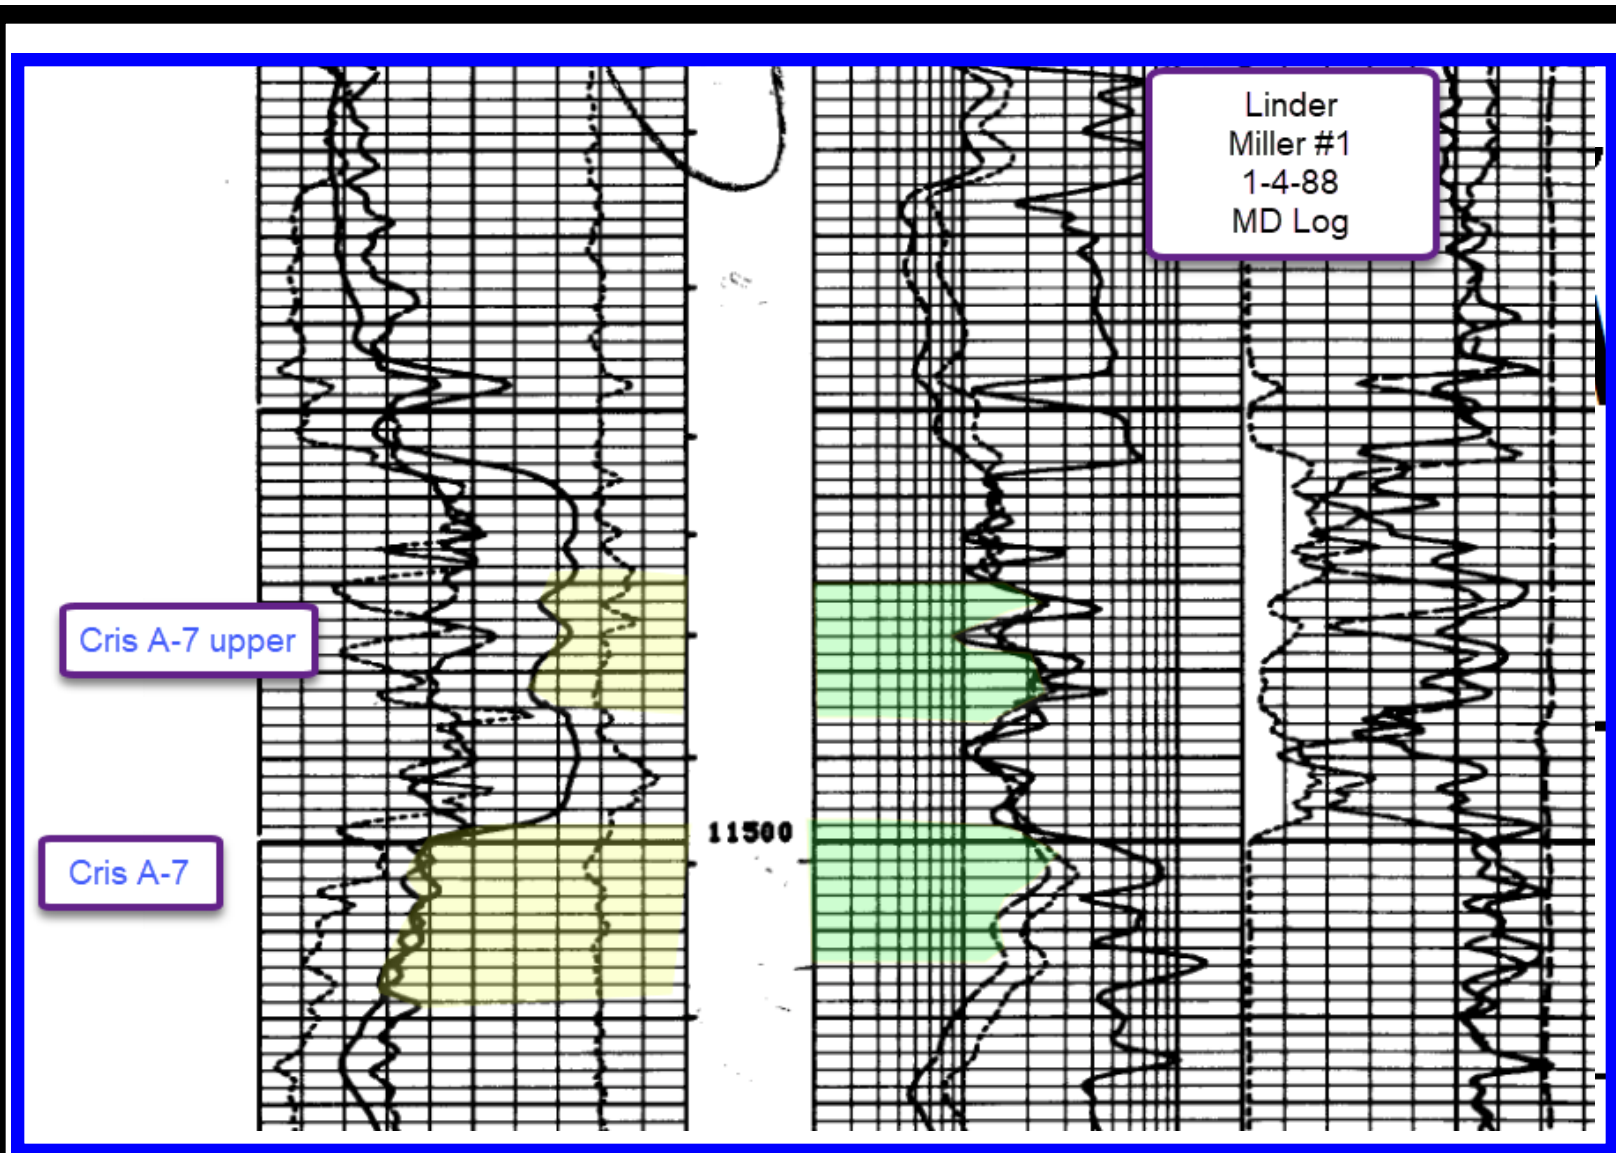 Linder
Miller #1
1-4-88
MD Log
Cris A-7 upper
11500
Cris A-7